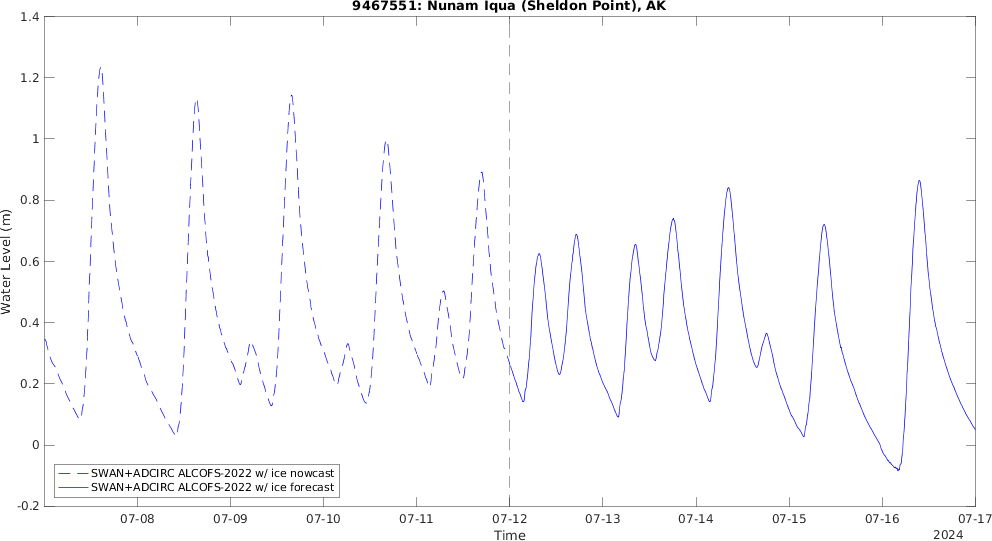 9467551: Nunam Iqua (Sheldon Point), AK
Water Level (m)
1.4
1.2
1
0.8
0.6
0.4
0.2
0
-0.2
SWAN+ADCIRC ALCOFS-2022 w/ ice nowcast
SWAN+ADCIRC ALCOFS-2022 w/ ice forecast
07-08 07-09 07-10 07-11 07-12 07-13 07-14 07-15 07-16 07-17
Time
2024